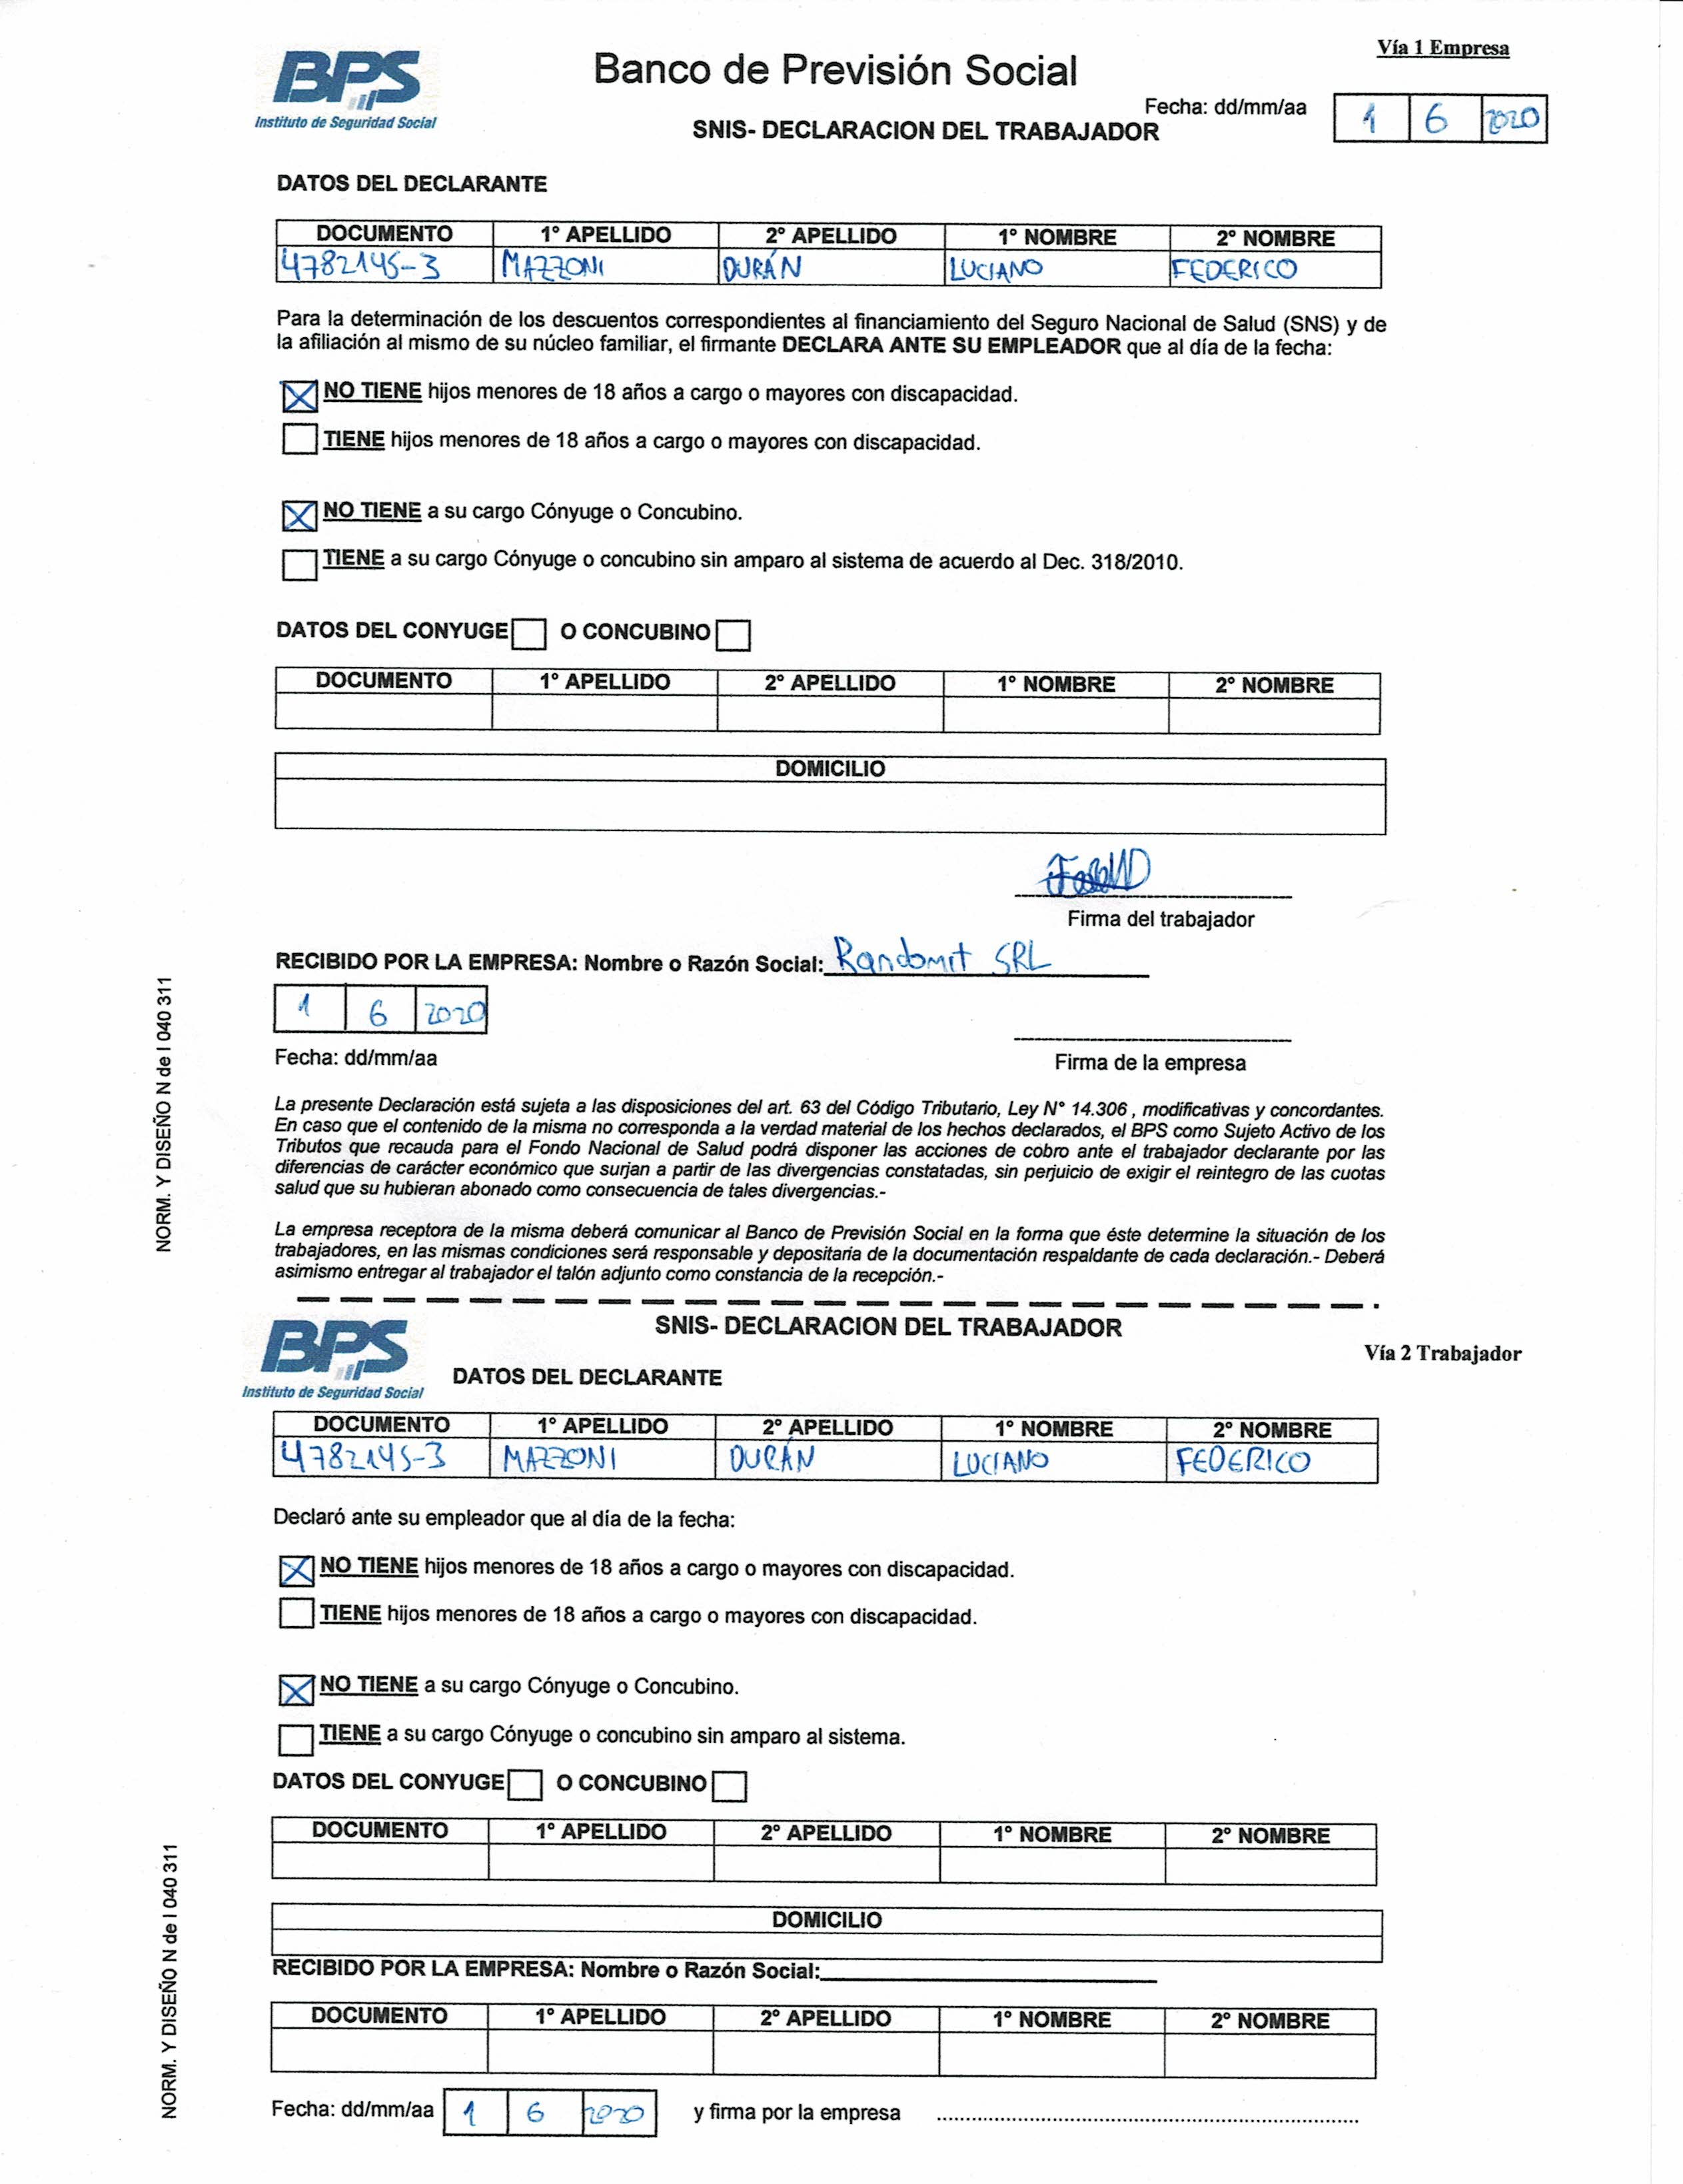 Vía 1 Empresa
BPS
Instituto de Seguridad Social
Banco de Previsión Social
Fecha: dd/mm/aa 1 6 2020
SNIS- DECLARACION DEL TRABAJADOR
DATOS DEL DECLARANTE
DOCUMENTO 1º APELLIDO 2º APELLIDO 1º NOMBRE 2º NOMBRE
4782145-3 MAZZONI DURÁN LUCIANO FEDERICO
Para la determinación de los descuentos correspondientes al financiamiento del Seguro Nacional de Salud (SNS) y de
la afiliación al mismo de su núcleo familiar, el firmante DECLARA ANTE SU EMPLEADOR que al día de la fecha:
NO TIENE hijos menores de 18 años a cargo o mayores con discapacidad.
TIENE hijos menores de 18 años a cargo o mayores con discapacidad.
NO TIENE a su cargo Cónyuge o Concubino.
TIENE a su cargo Cónyuge o concubino sin amparo al sistema de acuerdo al Dec. 318/2010.
DATOS DEL CONYUGE O CONCUBINO
DOCUMENTO 1º APELLIDO 2º APELLIDO 1º NOMBRE 2º NOMBRE
DOMICILIO
Firma del trabajador
RECIBIDO POR LA EMPRESA: Nombre o Razón Social: Randomit SRL
1 6 2020
Fecha: dd/mm/aa
Firma de la empresa
La presente Declaración está sujeta a las disposiciones del art. 63 del Código Tributario, Ley N° 14.306 , modificativas y concordantes.
En caso que el contenido de la misma no corresponda a la verdad material de los hechos declarados, el BPS como Sujeto Activo de los
Tributos que recauda para el Fondo Nacional de Salud podrá disponer las acciones de cobro ante el trabajador declarante por las
diferencias de carácter económico que surjan a partir de las divergencias constatadas, sin perjuicio de exigir el reintegro de las cuotas
salud que su hubieran abonado como consecuencia de tales divergencias.-
La empresa receptora de la misma deberá comunicar al Banco de Previsión Social en la forma que éste determine la situación de los
trabajadores, en las mismas condiciones será responsable y depositaria de la documentación respaldante de cada declaración.- Deberá
asimismo entregar al trabajador el talón adjunto como constancia de la recepción.-
NORM. Y DISEÑO N de I 040 311
BPS
Instituto de Seguridad Social
SNIS- DECLARACION DEL TRABAJADOR
Vía 2 Trabajador
DATOS DEL DECLARANTE
DOCUMENTO 1º APELLIDO 2º APELLIDO 1º NOMBRE 2º NOMBRE
4782145-3 MAZZONI DURÁN LUCIANO FEDERICO
Declaró ante su empleador que al día de la fecha:
NO TIENE hijos menores de 18 años a cargo o mayores con discapacidad.
TIENE hijos menores de 18 años a cargo o mayores con discapacidad.
NO TIENE a su cargo Cónyuge o Concubino.
TIENE a su cargo Cónyuge o concubino sin amparo al sistema.
DATOS DEL CONYUGE O CONCUBINO
DOCUMENTO 1º APELLIDO 2º APELLIDO 1º NOMBRE 2º NOMBRE
DOMICILIO
RECIBIDO POR LA EMPRESA: Nombre o Razón Social:
DOCUMENTO 1º APELLIDO 2º APELLIDO 1º NOMBRE 2º NOMBRE
Fecha: dd/mm/aa 1 6 2020 y firma por la empresa
NORM. Y DISEÑO N de I 040 311